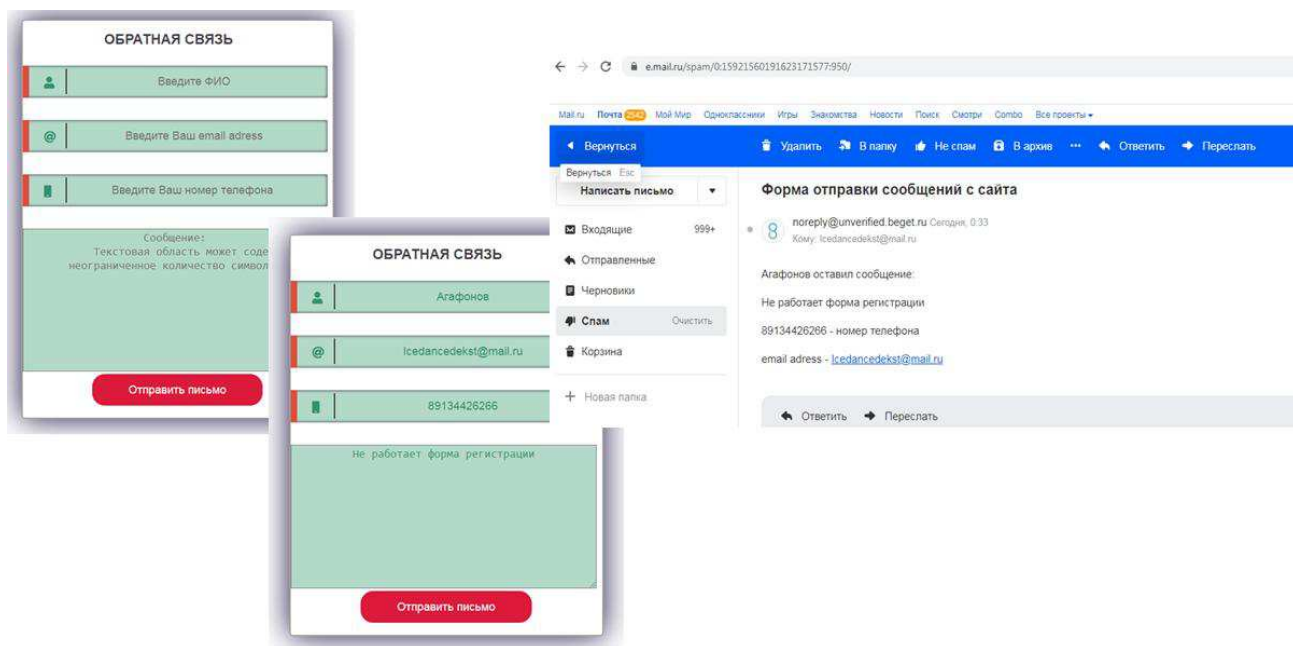 ОБРАТНАЯ СВЯЗЬ
Введите ФИО
@ Введите Ваш email adress
Введите Ваш номер телефона
Сообщение:
Текстовая область может соде
неограниченное количество символ
Отправить письмо
ОБРАТНАЯ СВЯЗЬ
Агафонов
@ Icedancedekst@mail.ru
89134426266
Не работает форма регистрации
Отправить письмо
e.mail.ru/spam/0:15921560191623171577:950/
Mail.ru Почта 2542 Мой Мир Одноклассники Игры Знакомства Новости Поиск Смотри Combo Все проекты
Вернуться Удалить В папку Не спам В архив ... Ответить Переслать
Вернуться Esc
Написать письмо
Входящие 999+
Отправленные
Черновики
Спам Очистить
Корзина
+ Новая папка
Форма отправки сообщений с сайта
noreply@unverified.beget.ru Сегодня, 0:33
Кому: Icedancedekst@mail.ru
Агафонов оставил сообщение:
Не работает форма регистрации
89134426266 - номер телефона
email adress - Icedancedekst@mail.ru
Ответить Переслать